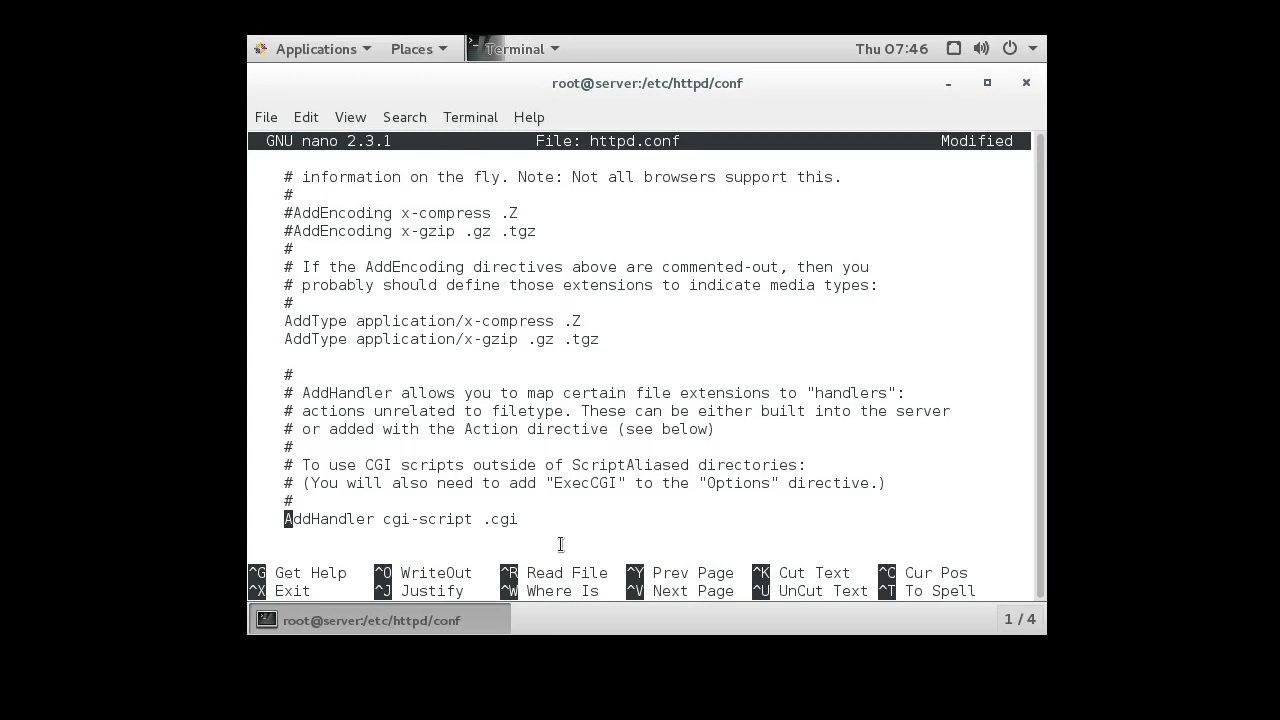 Applications Places Terminal Thu 07:46
root@server:/etc/httpd/conf
File Edit View Search Terminal Help
GNU nano 2.3.1 File: httpd.conf Modified
# information on the fly. Note: Not all browsers support this.
#
#AddEncoding x-compress .Z
#AddEncoding x-gzip .gz .tgz
#
# If the AddEncoding directives above are commented-out, then you
# probably should define those extensions to indicate media types:
#
AddType application/x-compress .Z
AddType application/x-gzip .gz .tgz
#
# AddHandler allows you to map certain file extensions to "handlers":
# actions unrelated to filetype. These can be either built into the server
# or added with the Action directive (see below)
#
# To use CGI scripts outside of ScriptAliased directories:
# (You will also need to add "ExecCGI" to the "Options" directive.)
#
AddHandler cgi-script .cgi
^G Get Help ^O WriteOut ^R Read File ^Y Prev Page ^K Cut Text ^C Cur Pos
^X Exit ^J Justify ^W Where Is ^V Next Page ^U UnCut Text ^T To Spell
root@server:/etc/httpd/conf 1 / 4